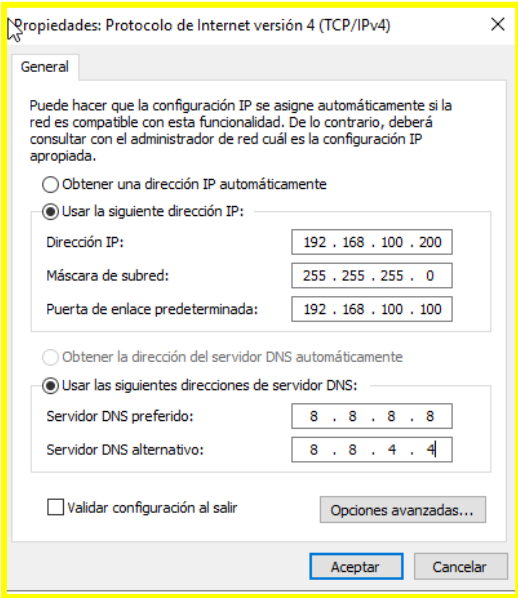 Propiedades: Protocolo de Internet versión 4 (TCP/IPv4)
General
Puede hacer que la configuración IP se asigne automáticamente si la
red es compatible con esta funcionalidad. De lo contrario, deberá
consultar con el administrador de red cuál es la configuración IP
apropiada.
Obtener una dirección IP automáticamente
Usar la siguiente dirección IP:
Dirección IP: 192 . 168 . 100 . 200
Máscara de subred: 255 . 255 . 255 . 0
Puerta de enlace predeterminada: 192 . 168 . 100 . 100
Obtener la dirección del servidor DNS automáticamente
Usar las siguientes direcciones de servidor DNS:
Servidor DNS preferido: 8 . 8 . 8 . 8
Servidor DNS alternativo: 8 . 8 . 4 . 4
Validar configuración al salir Opciones avanzadas...
Aceptar Cancelar